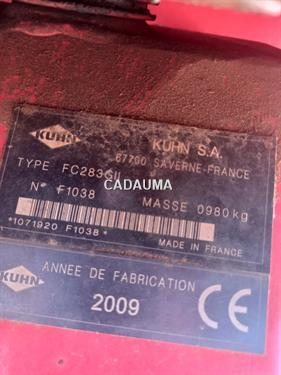 KUHN
KUHN S.A.
67700 SAVERNE-FRANCE
TYPE FC283GII
N° F1038 MASSE 0980kg
CADAUMA
*1071920 F1038*
MADE IN FRANCE
KUHN
ANNEE DE FABRICATION
2009
CE